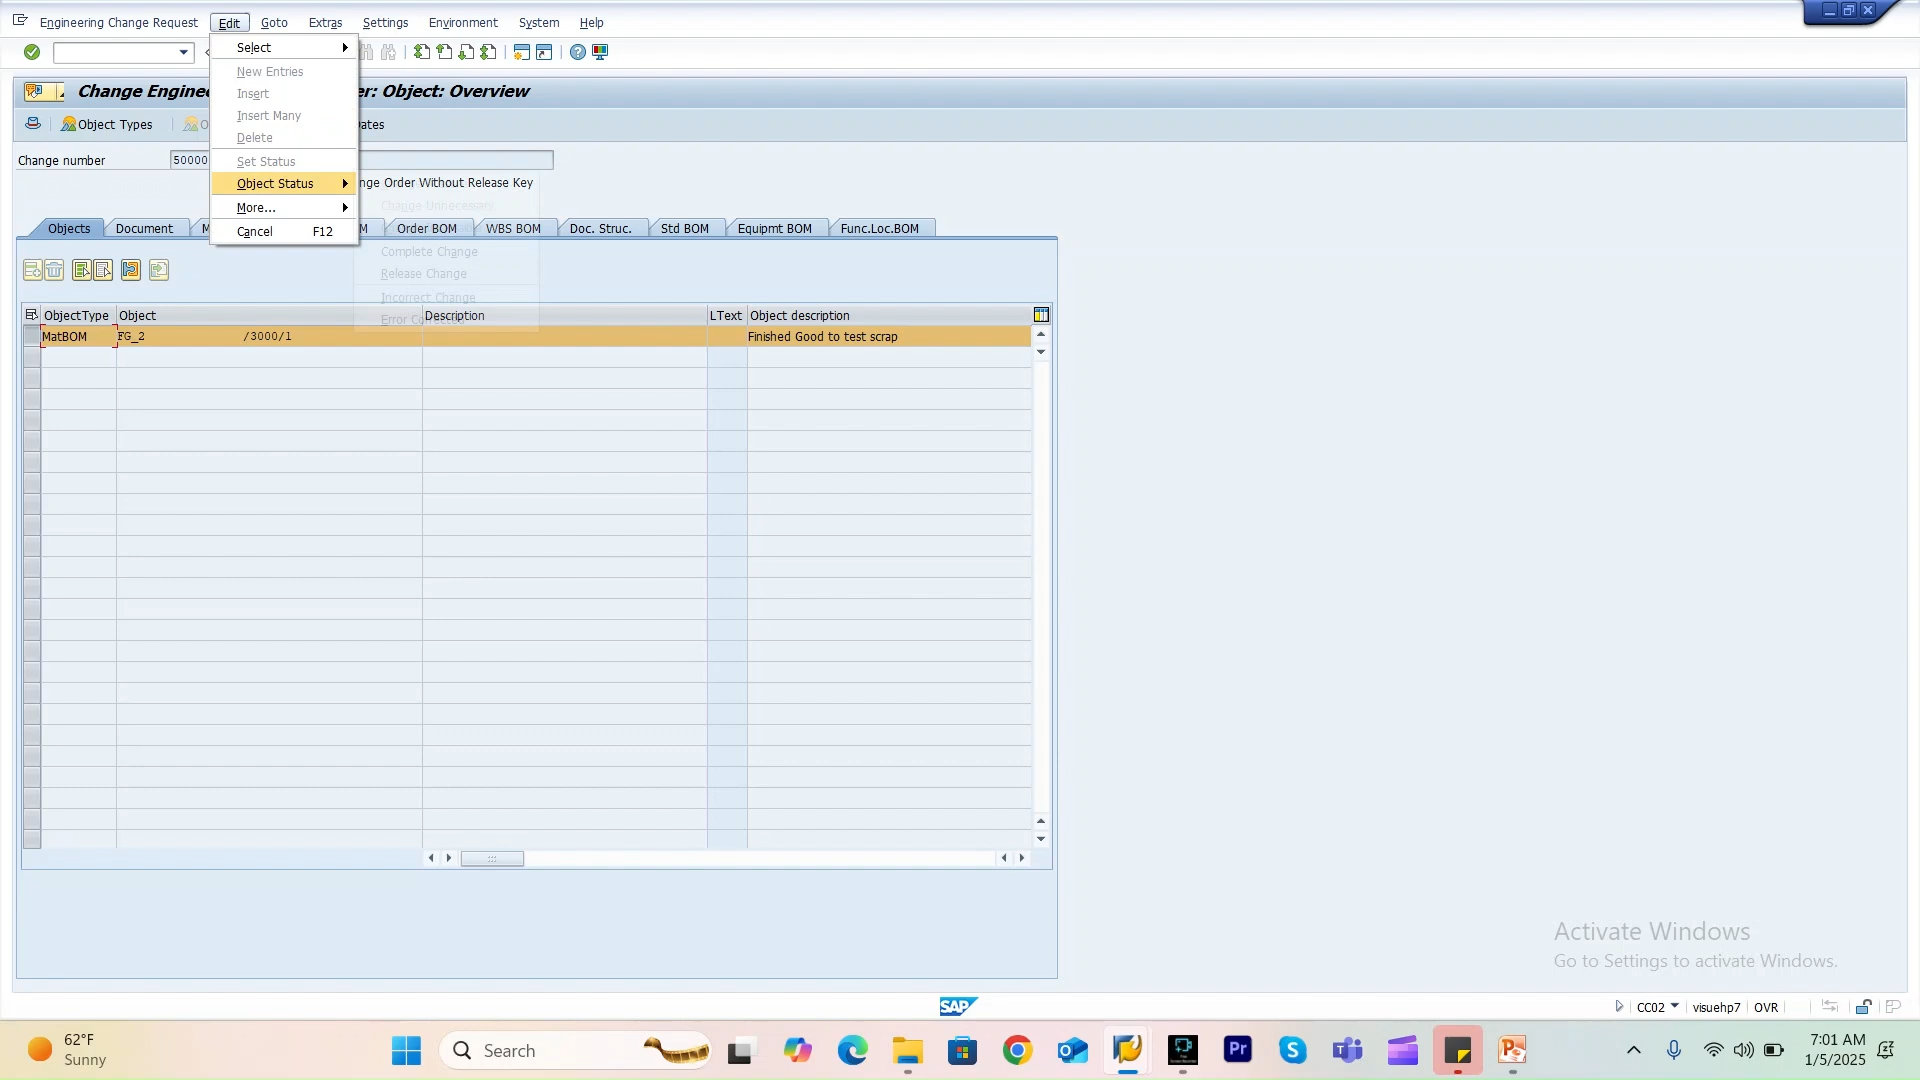 Engineering Change Request Edit Goto Extras Settings Environment System Help
Select
New Entries
Insert
Insert Many
Delete
Set Status
Object Status
More...
Cancel F12
Change Enginee
er: Object: Overview
Object Types
O
Dates
Change number 50000
nge Order Without Release Key
Change Unnecessary
Complete Change
Release Change
Incorrect Change
Error Corrected
Objects Document M M Order BOM WBS BOM Doc. Struc. Std BOM Equipmt BOM Func.Loc.BOM
ObjectType Object Description LText Object description
MatBOM FG_2 /3000/1 Finished Good to test scrap
Activate Windows
Go to Settings to activate Windows.
SAP
CC02 visuehp7 OVR
62°F
Sunny
Search
Pr
7:01 AM
1/5/2025